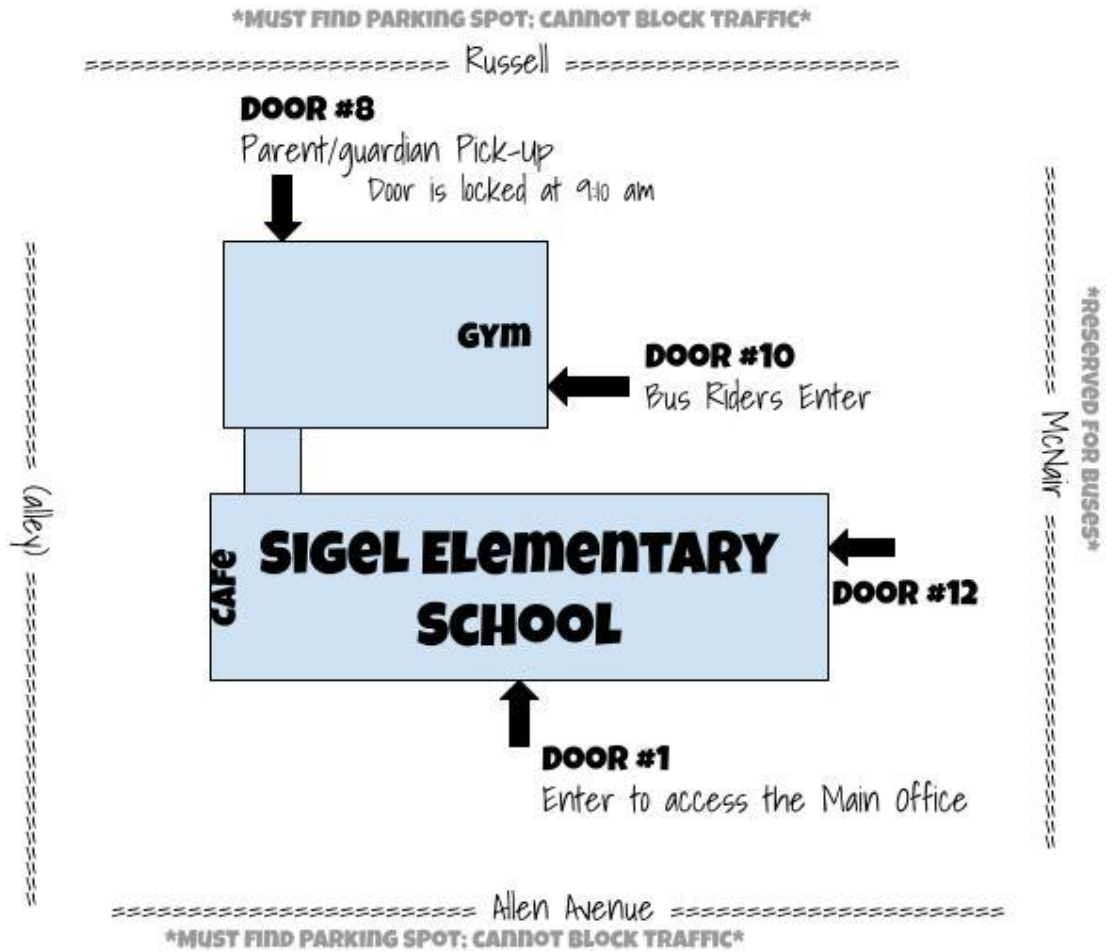 *MUST FIND PARKING SPOT; CANNOT BLOCK TRAFFIC*
Russell
DOOR #8
Parent/guardian Pick-Up
Door is locked at 9:10 am
GYM
DOOR #10
Bus Riders Enter
*RESERVED FOR BUSES*
McNair
(alley)
CAFE
SIGEL ELEMENTARY
SCHOOL
DOOR #12
DOOR #1
Enter to access the Main Office
Allen Avenue
*MUST FIND PARKING SPOT; CANNOT BLOCK TRAFFIC*